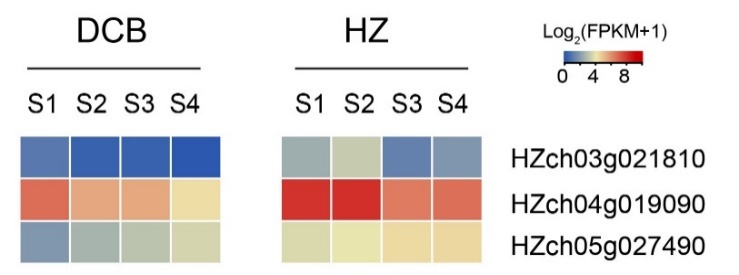 DCB HZ Log2(FPKM+1)
0 4 8
S1 S2 S3 S4 S1 S2 S3 S4
HZch03g021810
HZch04g019090
HZch05g027490